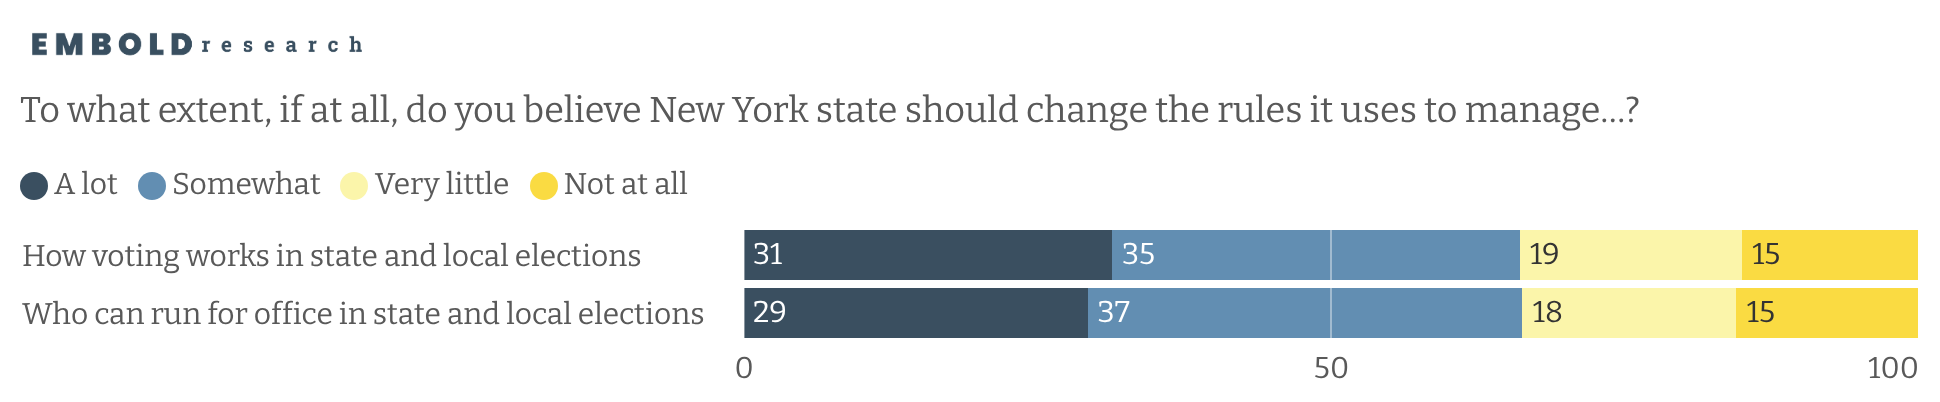 EMBOLD research
To what extent, if at all, do you believe New York state should change the rules it uses to manage...?
A lot Somewhat Very little Not at all
How voting works in state and local elections 31 35 19 15
Who can run for office in state and local elections 29 37 18 15
0 50 100